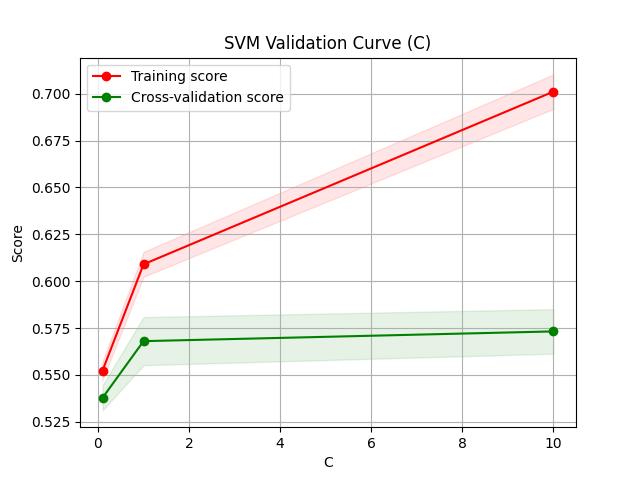 SVM Validation Curve (C)
Training score
Cross-validation score
0.700
0.675
0.650
0.625
0.600
0.575
0.550
0.525
Score
0 2 4 6 8 10
C